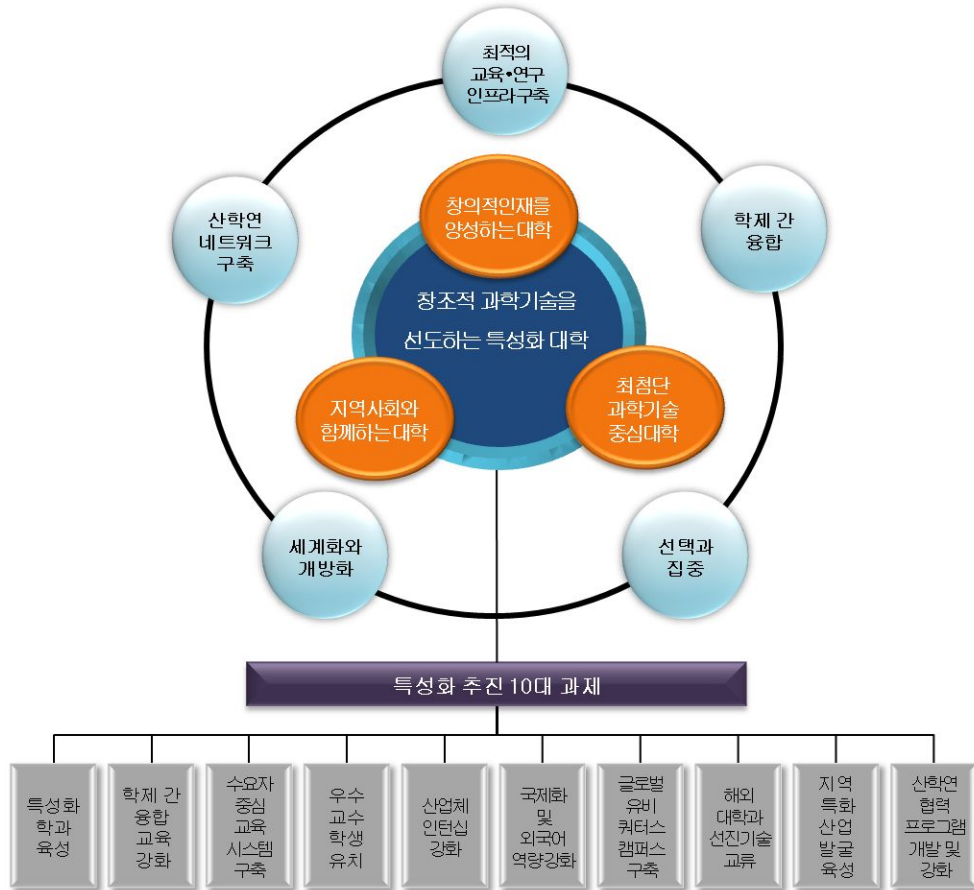 최적의
교육•연구
인프라구축
산학연
네트워크
구축
학제 간
융합
창의적인재를
양성하는대학
창조적 과학기술을
선도하는 특성화 대학
지역사회와
함께하는대학
최첨단
과학기술
중심대학
세계화와
개방화
선택과
집중
특성화 추진 10대 과제
특성화
학과
육성
학제 간
융합
교육
강화
수요자
중심
교육
시스템
구축
우수
교수
학생
유치
산업체
인턴십
강화
국제화
및
외국어
역량강화
글로벌
유비
쿼터스
캠퍼스
구축
해외
대학과
선진기술
교류
지역
특화
산업
발굴
육성
산학연
협력
프로그램
개발 및
강화